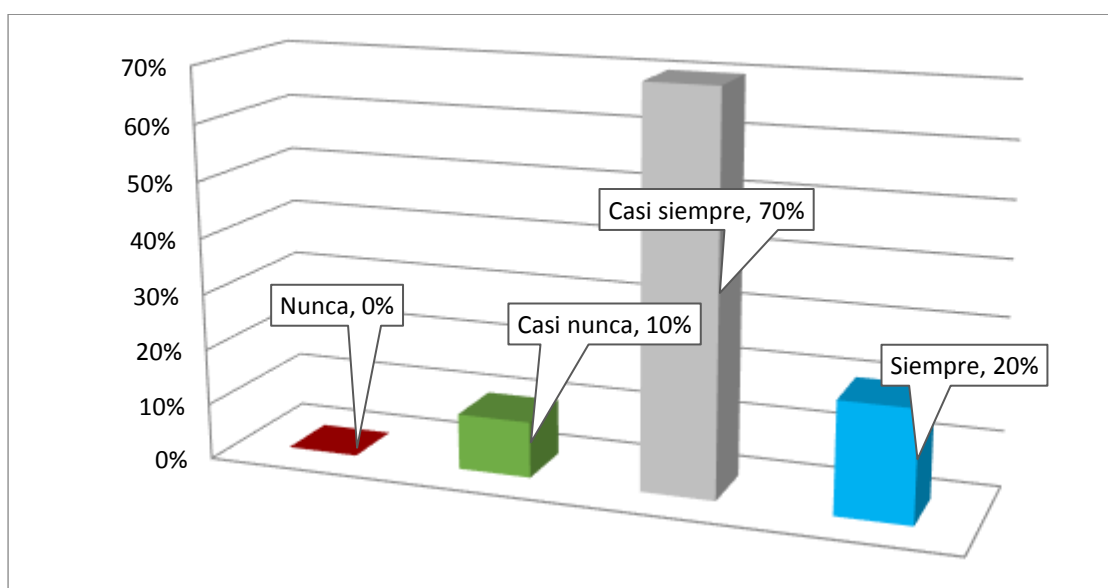 70%
60%
50%
40%
30%
20%
10%
0%
Nunca, 0%
Casi nunca, 10%
Casi siempre, 70%
Siempre, 20%